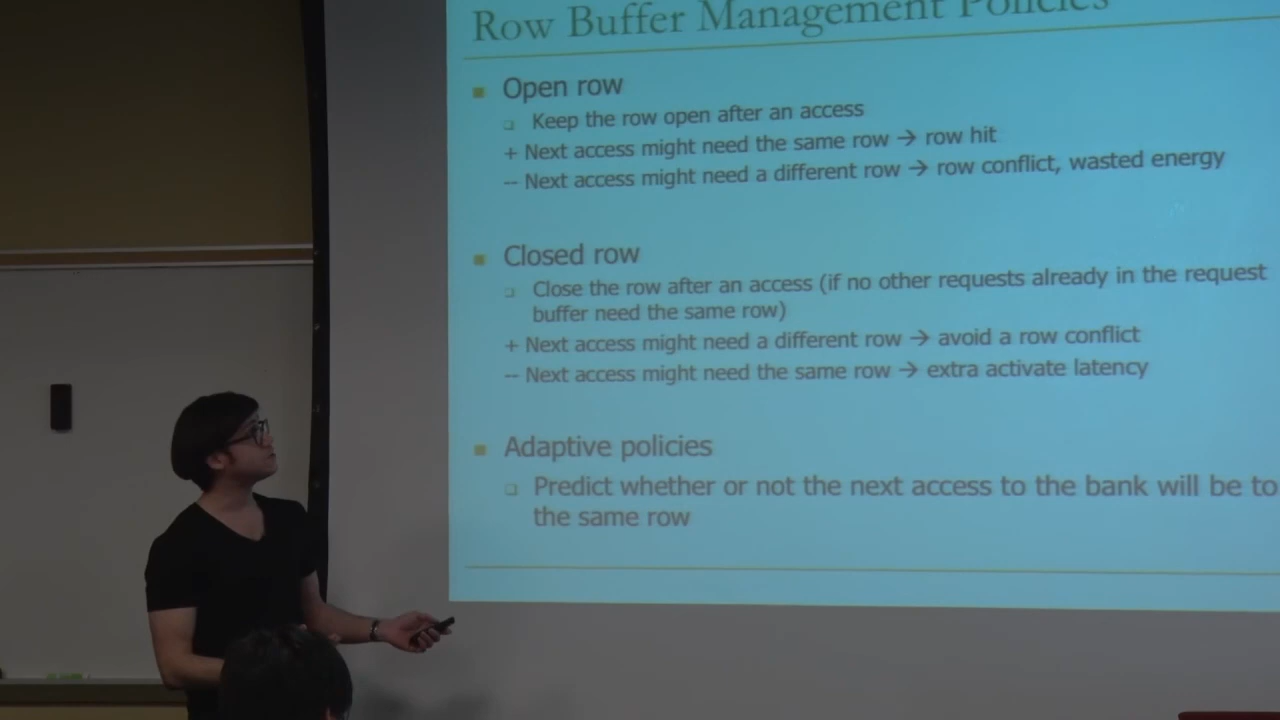 Row Buffer Management Policies
Open row
Keep the row open after an access
+ Next access might need the same row → row hit
-- Next access might need a different row → row conflict, wasted energy
Closed row
Close the row after an access (if no other requests already in the request
buffer need the same row)
+ Next access might need a different row → avoid a row conflict
-- Next access might need the same row → extra activate latency
Adaptive policies
Predict whether or not the next access to the bank will be to
the same row